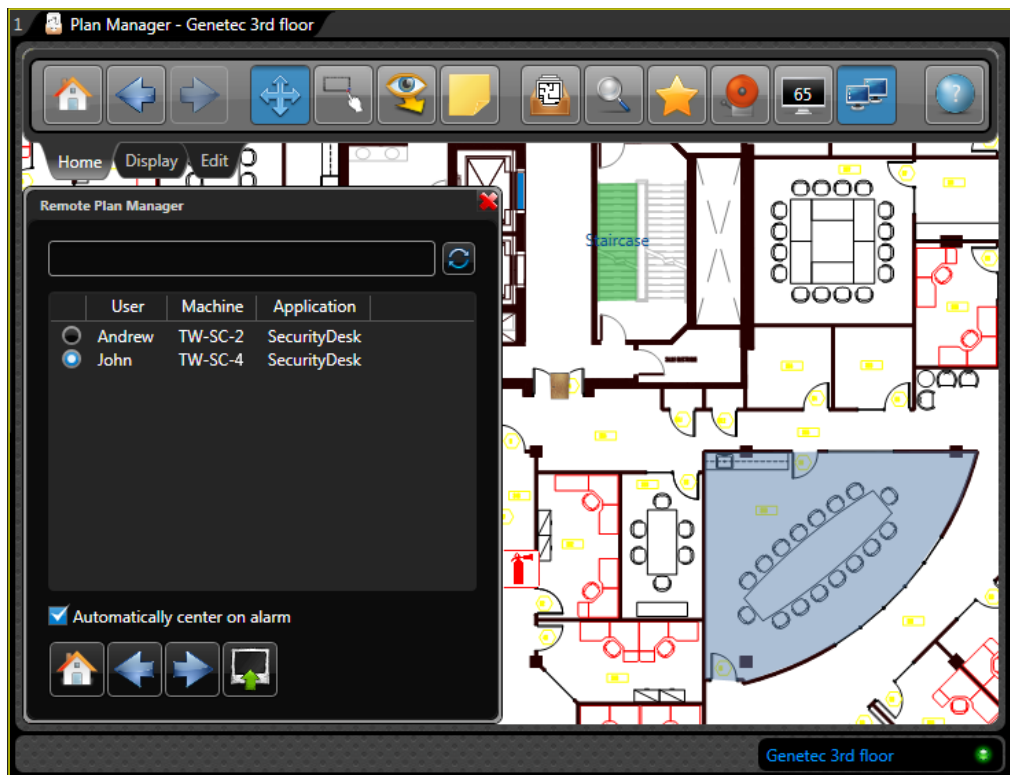 1
Plan Manager - Genetec 3rd floor
65
?
Home Display Edit
Remote Plan Manager
Staircase
User Machine Application
Andrew TW-SC-2 SecurityDesk
John TW-SC-4 SecurityDesk
Automatically center on alarm
Genetec 3rd floor